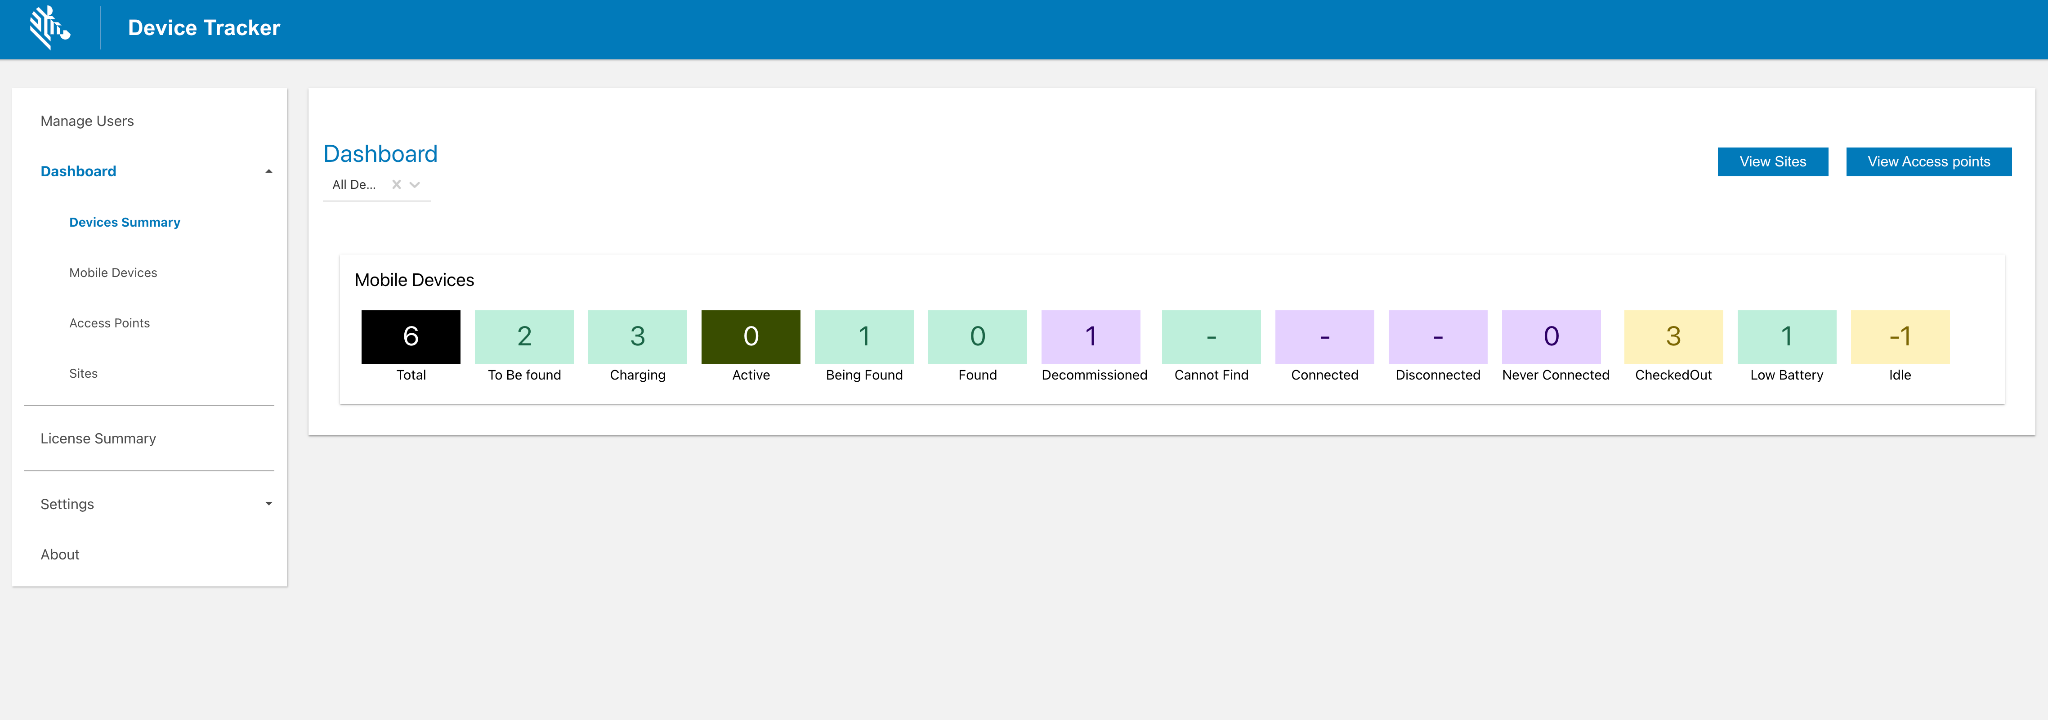 Device Tracker
Manage Users
Dashboard
Devices Summary
Mobile Devices
Access Points
Sites
License Summary
Settings
About
Dashboard
All De...
View Sites
View Access points
Mobile Devices
6
Total
2
To Be found
3
Charging
0
Active
1
Being Found
0
Found
1
Decommissioned
-
Cannot Find
-
Connected
-
Disconnected
0
Never Connected
3
CheckedOut
1
Low Battery
-1
Idle